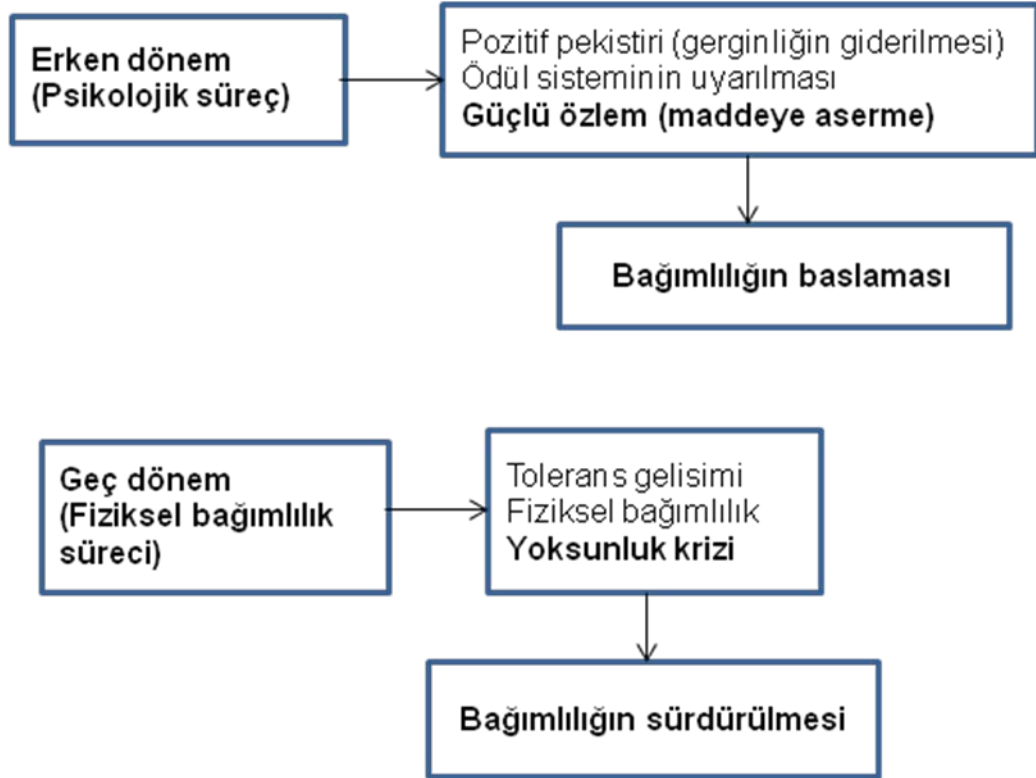 Erken dönem
(Psikolojik süreç)
Pozitif pekistiri (gerginliğin giderilmesi)
Ödül sisteminin uyarılması
Güçlü özlem (maddeye aserme)
Bağımlılığın baslaması
Geç dönem
(Fiziksel bağımlılık
süreci)
Tolerans gelisimi
Fiziksel bağımlılık
Yoksunluk krizi
Bağımlılığın sürdürülmesi